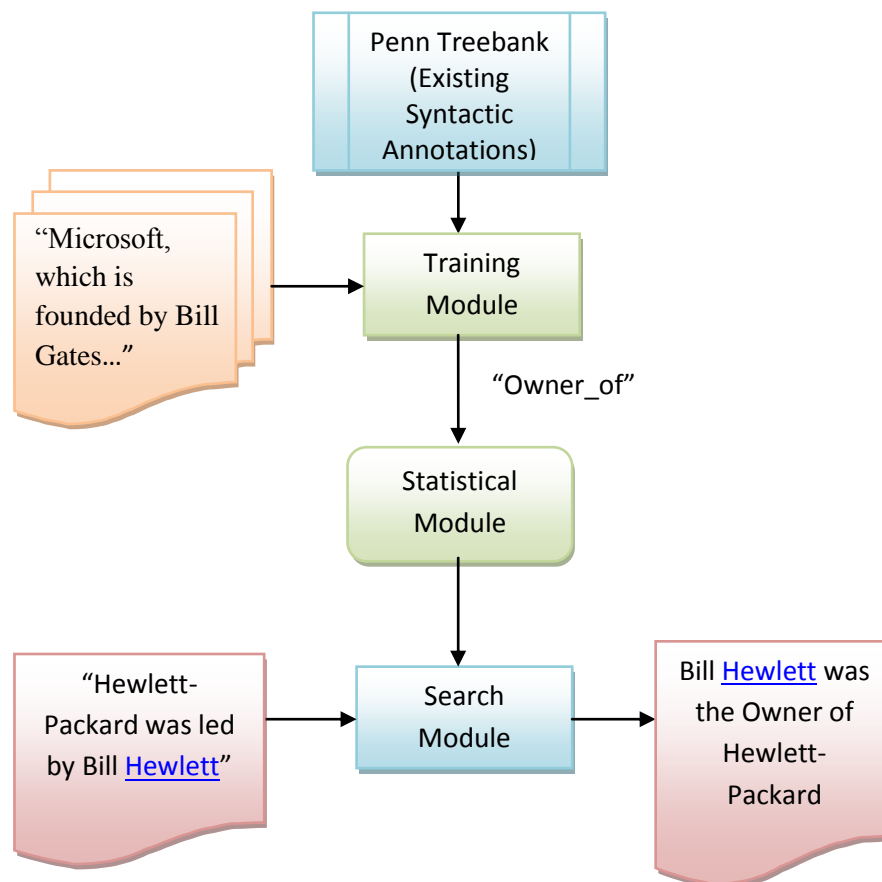 Penn Treebank
(Existing
Syntactic
Annotations)
“Microsoft,
which is
founded by Bill
Gates...”
Training
Module
“Owner_of”
Statistical
Module
“Hewlett-
Packard was led
by Bill Hewlett”
Search
Module
Bill Hewlett was
the Owner of
Hewlett-
Packard